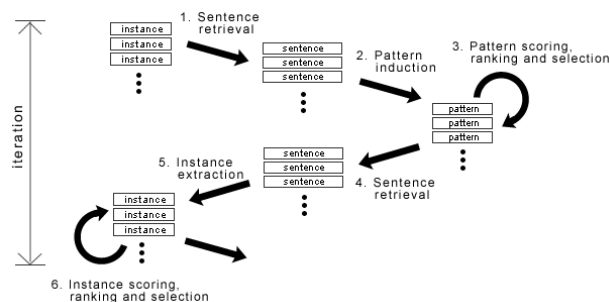 iteration
instance
instance
instance
1. Sentence
retrieval
sentence
sentence
sentence
2. Pattern
induction
3. Pattern scoring,
ranking and selection
pattern
pattern
pattern
4. Sentence
retrieval
sentence
sentence
sentence
5. Instance
extraction
instance
instance
instance
6. Instance scoring,
ranking and selection